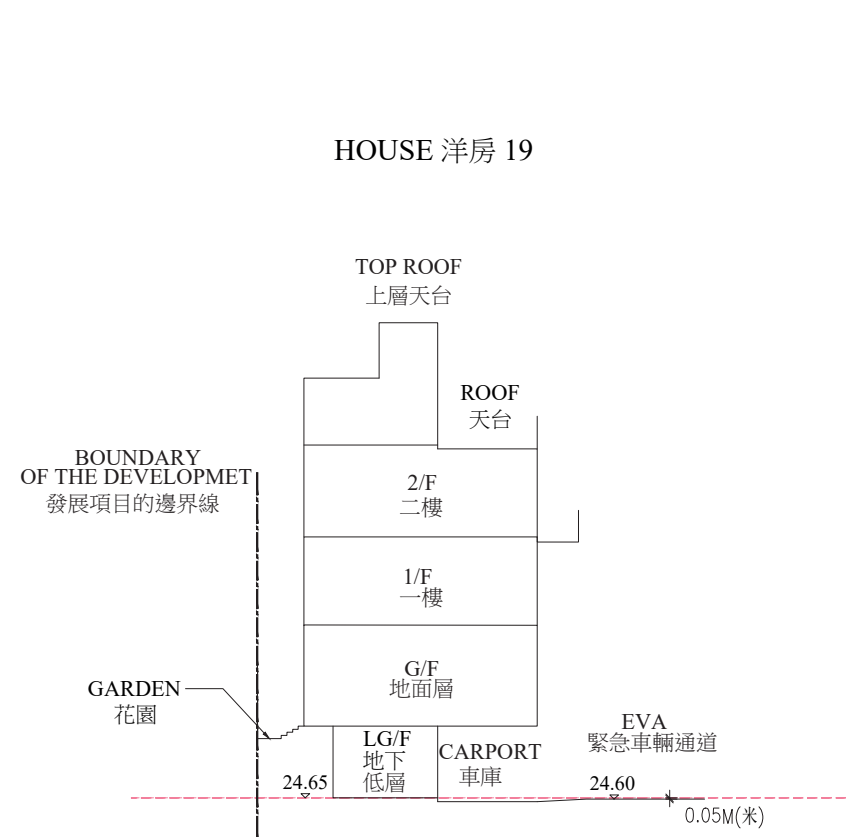 HOUSE 洋房 19
TOP ROOF
上層天台
ROOF
天台
BOUNDARY
OF THE DEVELOPMET
發展項目的邊界線
2/F
二樓
1/F
一樓
G/F
地面層
GARDEN
花園
LG/F
地下
低層
CARPORT
車庫
EVA
緊急車輛通道
24.65
24.60
0.05M(米)